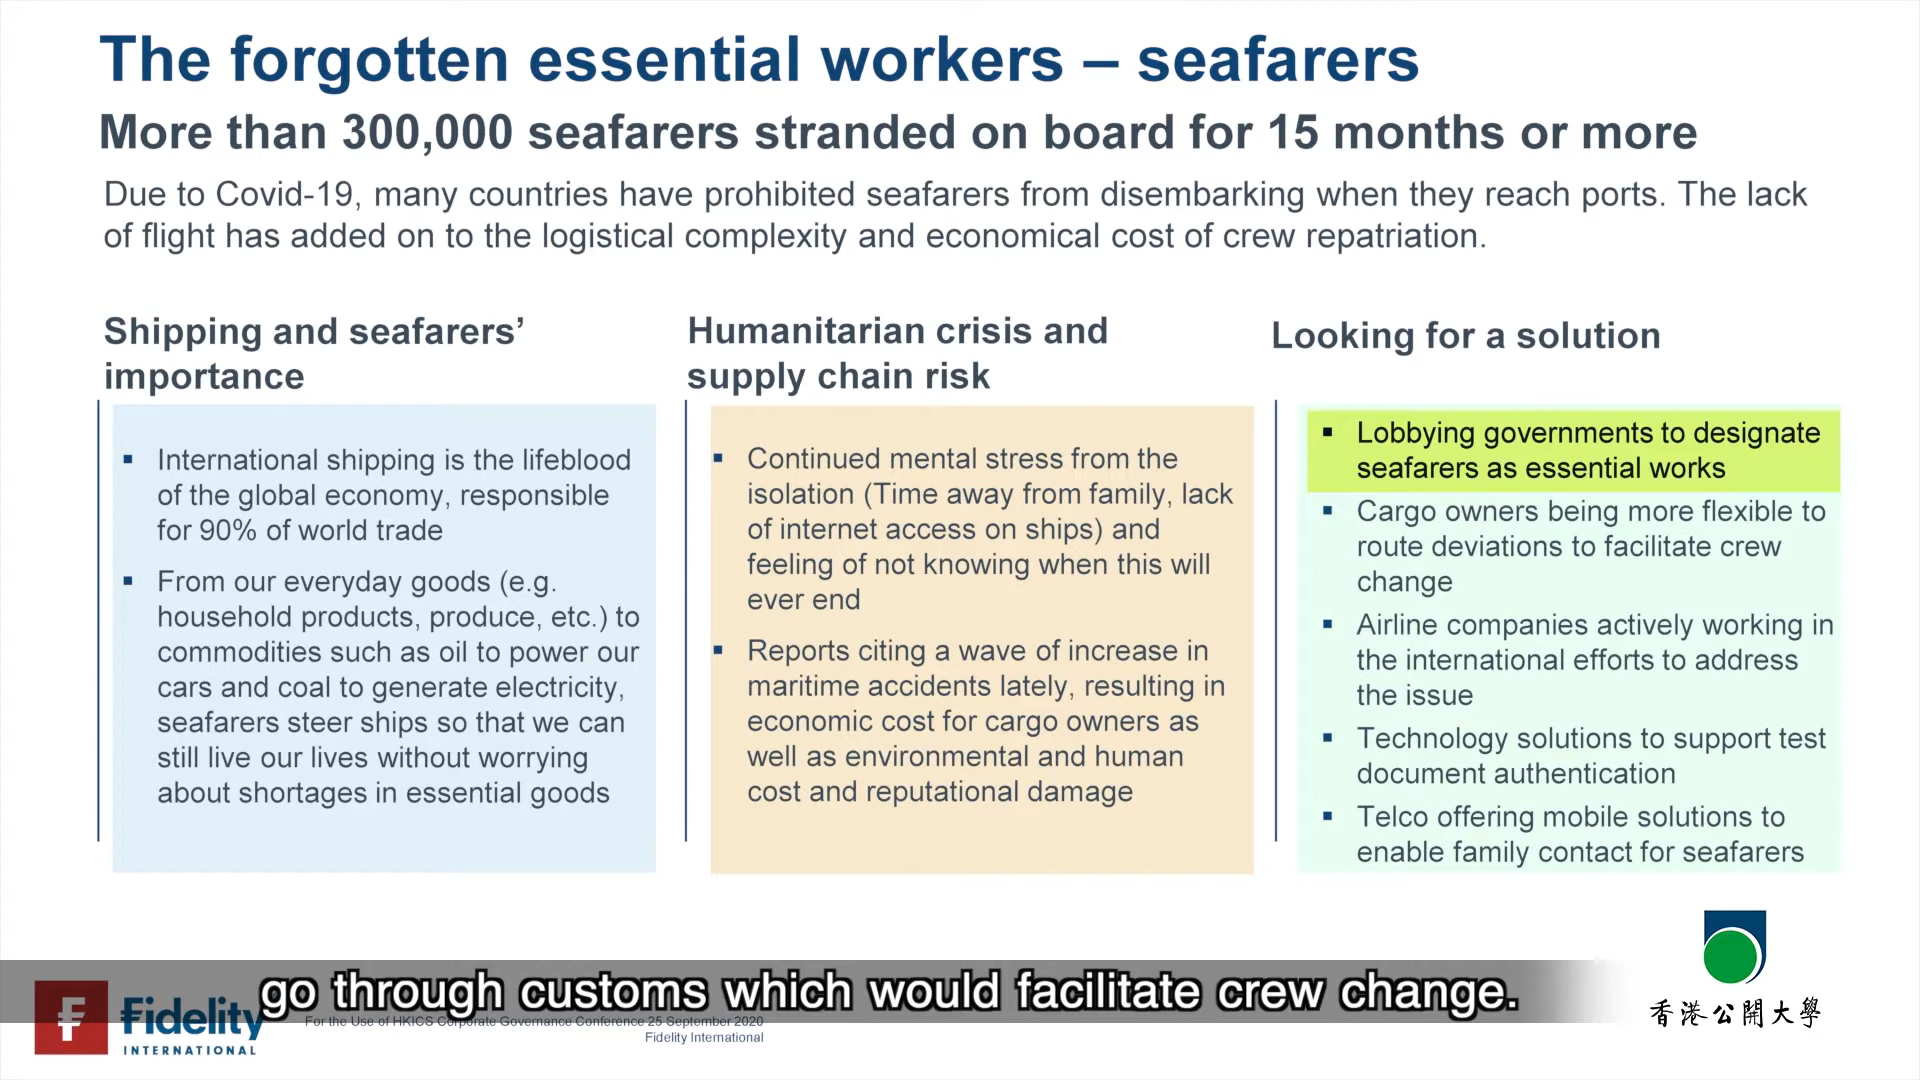 The forgotten essential workers – seafarers
More than 300,000 seafarers stranded on board for 15 months or more
Due to Covid-19, many countries have prohibited seafarers from disembarking when they reach ports. The lack
of flight has added on to the logistical complexity and economical cost of crew repatriation.
Shipping and seafarers’
importance
▪ International shipping is the lifeblood
of the global economy, responsible
for 90% of world trade
▪ From our everyday goods (e.g.
household products, produce, etc.) to
commodities such as oil to power our
cars and coal to generate electricity,
seafarers steer ships so that we can
still live our lives without worrying
about shortages in essential goods
Humanitarian crisis and
supply chain risk
▪ Continued mental stress from the
isolation (Time away from family, lack
of internet access on ships) and
feeling of not knowing when this will
ever end
▪ Reports citing a wave of increase in
maritime accidents lately, resulting in
economic cost for cargo owners as
well as environmental and human
cost and reputational damage
Looking for a solution
▪ Lobbying governments to designate
seafarers as essential works
▪ Cargo owners being more flexible to
route deviations to facilitate crew
change
▪ Airline companies actively working in
the international efforts to address
the issue
▪ Technology solutions to support test
document authentication
▪ Telco offering mobile solutions to
enable family contact for seafarers
go through customs which would facilitate crew change.
Fidelity
INTERNATIONAL
For the Use of HKICS Corporate Governance Conference 25 September 2020
Fidelity International
香港公開大學